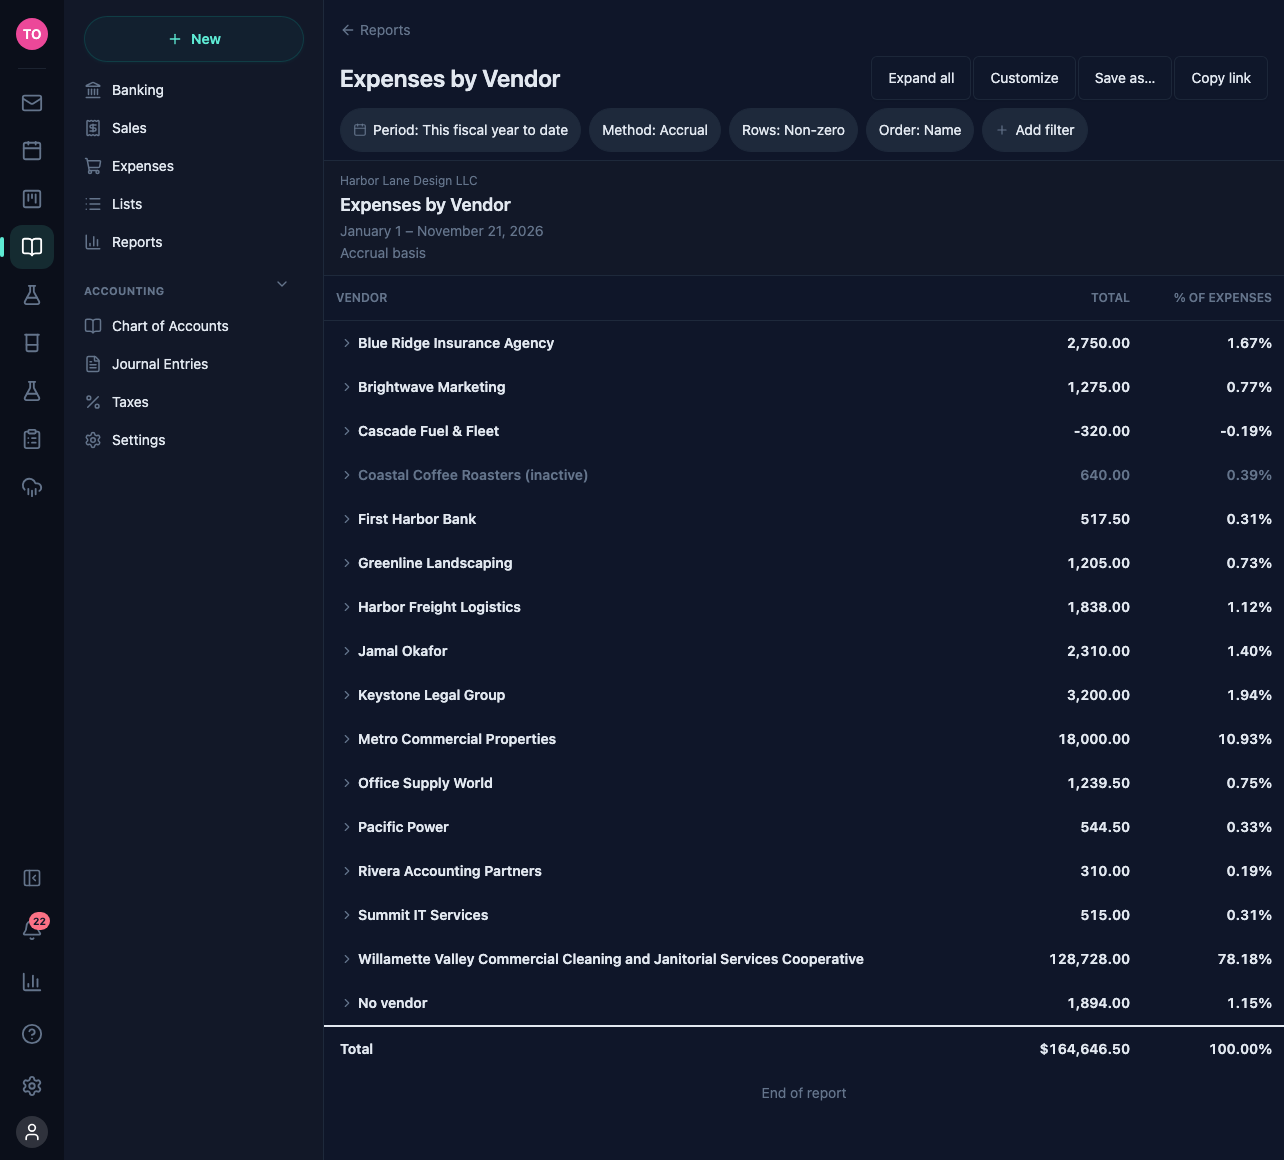 TO
New
Banking
Sales
Expenses
Lists
Reports
ACCOUNTING
Chart of Accounts
Journal Entries
Taxes
Settings
22
Reports
Expenses by Vendor
Expand all
Customize
Save as...
Copy link
Period: This fiscal year to date
Method: Accrual
Rows: Non-zero
Order: Name
Add filter
Harbor Lane Design LLC
Expenses by Vendor
January 1 – November 21, 2026
Accrual basis
VENDOR TOTAL % OF EXPENSES
Blue Ridge Insurance Agency 2,750.00 1.67%
Brightwave Marketing 1,275.00 0.77%
Cascade Fuel & Fleet -320.00 -0.19%
Coastal Coffee Roasters (inactive) 640.00 0.39%
First Harbor Bank 517.50 0.31%
Greenline Landscaping 1,205.00 0.73%
Harbor Freight Logistics 1,838.00 1.12%
Jamal Okafor 2,310.00 1.40%
Keystone Legal Group 3,200.00 1.94%
Metro Commercial Properties 18,000.00 10.93%
Office Supply World 1,239.50 0.75%
Pacific Power 544.50 0.33%
Rivera Accounting Partners 310.00 0.19%
Summit IT Services 515.00 0.31%
Willamette Valley Commercial Cleaning and Janitorial Services Cooperative 128,728.00 78.18%
No vendor 1,894.00 1.15%
Total $164,646.50 100.00%
End of report